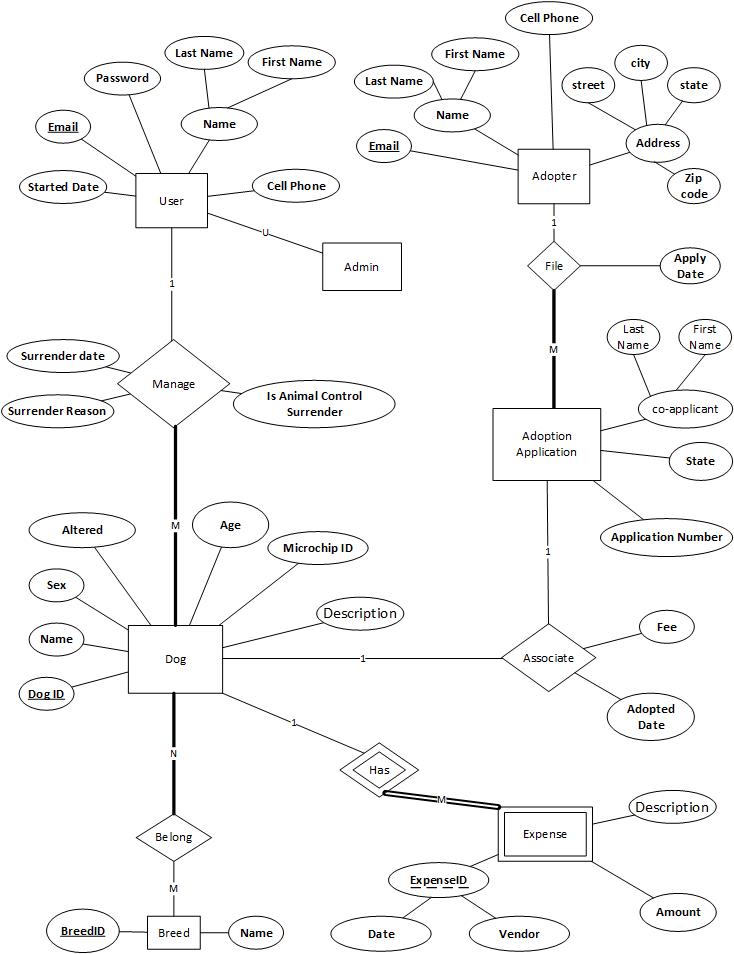 Cell Phone
Last Name
First Name
First Name
city
Password
Last Name
street
state
Name
Name
Email
Email
Address
Adopter
Zip
code
Started Date
User
Cell Phone
1
U
Admin
File
Apply
Date
1
M
Last
Name
First
Name
Surrender date
Manage
Is Animal Control
Surrender
Surrender Reason
co-applicant
Adoption
Application
State
M
Age
Altered
Application Number
Microchip ID
1
Sex
Description
Fee
Name
Dog
1
Associate
Dog ID
Adopted
Date
1
N
Has
M
Description
Belong
Expense
ExpenseID
M
Amount
BreedID
Breed
Name
Date
Vendor